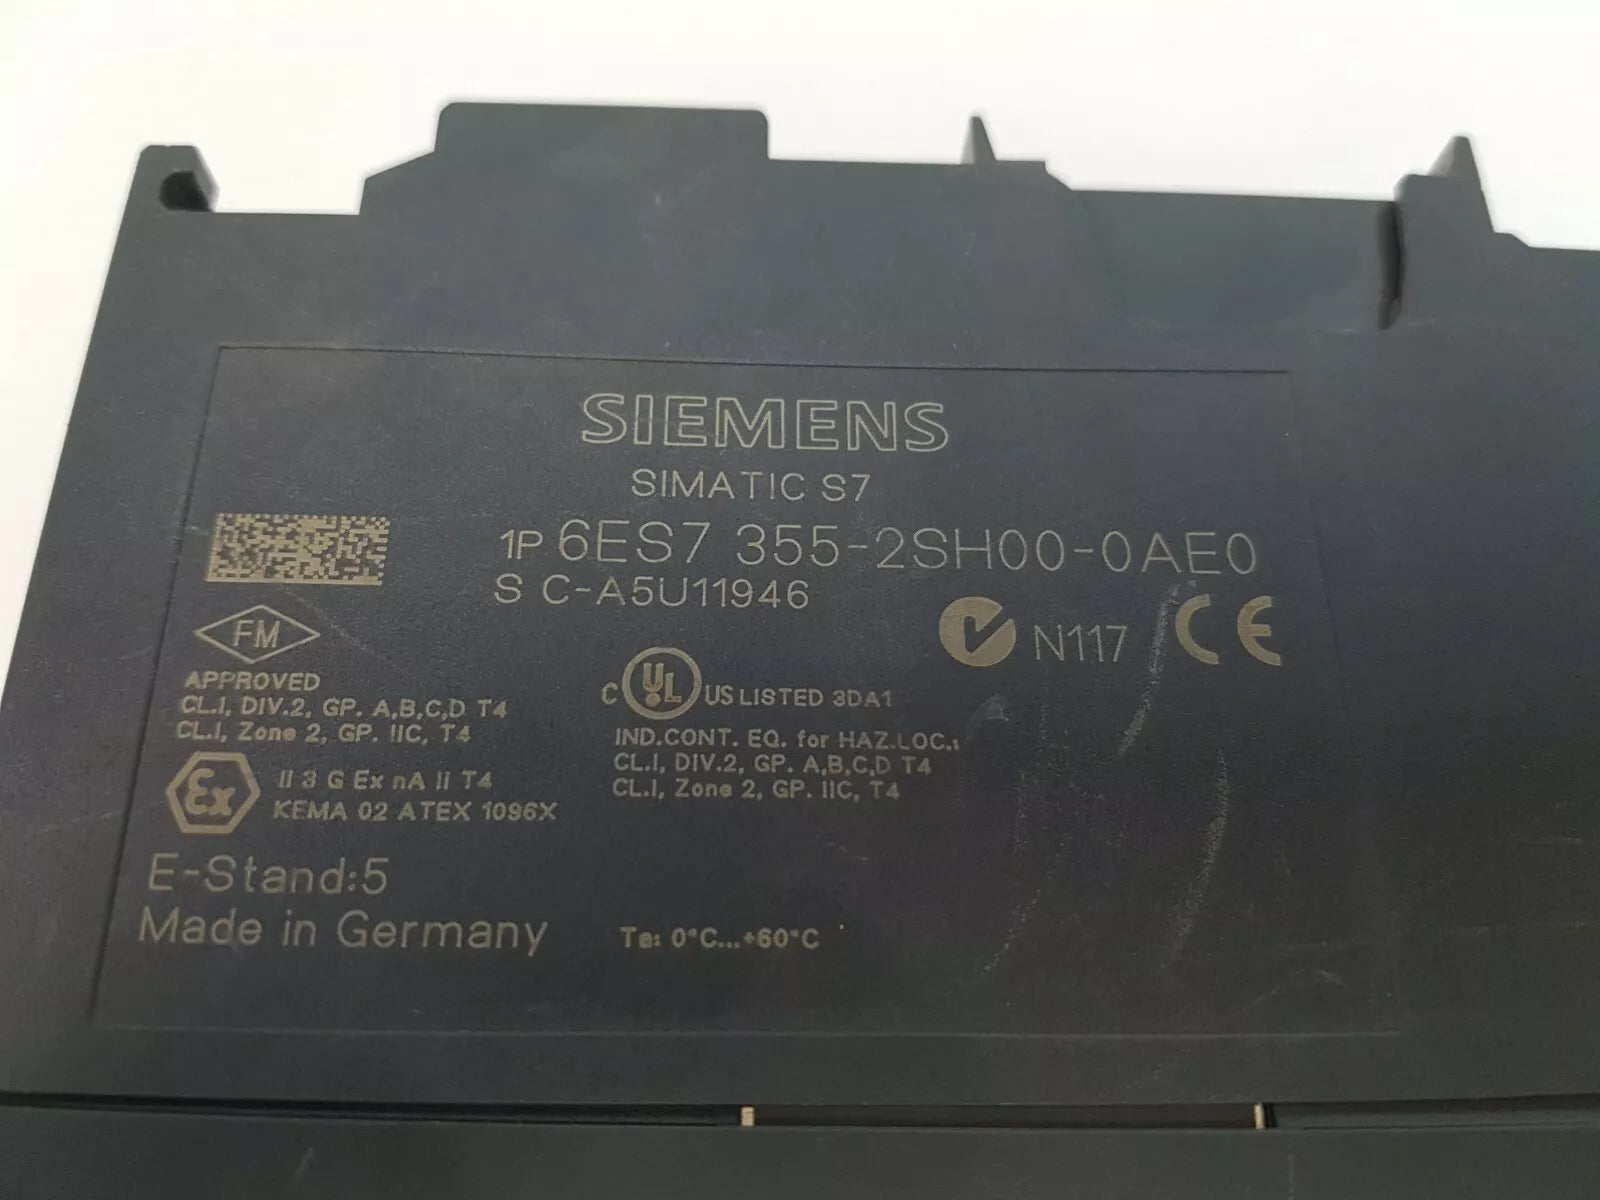 SIEMENS
SIMATIC S7
1P 6ES7 355-2SH00-0AE0
S C-A5U11946
FM
N117 CE
APPROVED
CL.I, DIV.2, GP. A,B,C,D T4
CL.I, Zone 2, GP. IIC, T4
C UL US LISTED 3DA1
IND.CONT. EQ. for HAZ.LOC.:
CL.I, DIV.2, GP. A,B,C,D T4
CL.I, Zone 2, GP. IIC, T4
Ex II 3 G Ex nA II T4
KEMA 02 ATEX 1096X
E-Stand:5
Made in Germany
Ta: 0°C...+60°C